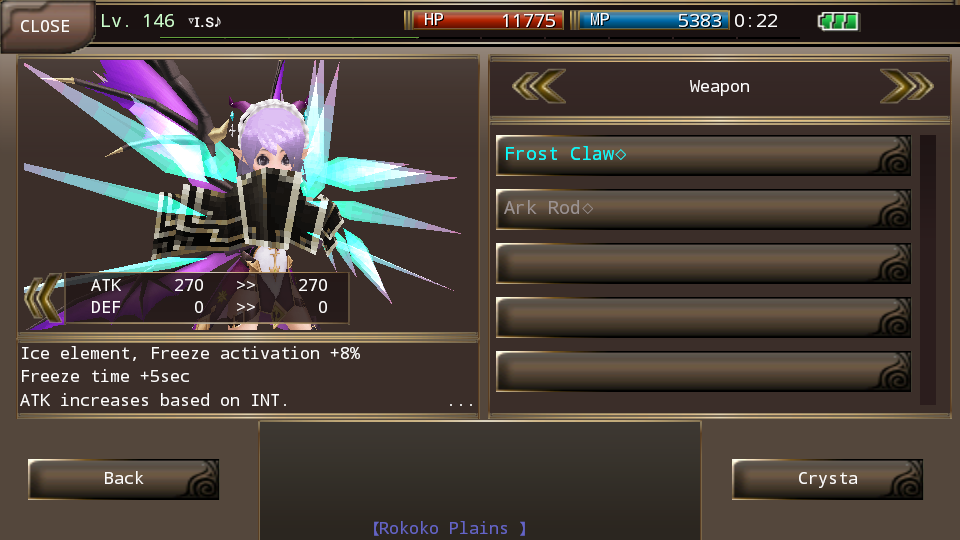 CLOSE
Lv. 146 ▿I.S♪
HP 11775
MP 5383
0:22
Weapon
Frost Claw◇
Ark Rod◇
ATK 270 >> 270
DEF 0 >> 0
Ice element, Freeze activation +8%
Freeze time +5sec
ATK increases based on INT. ...
Back
Crysta
【Rokoko Plains 】